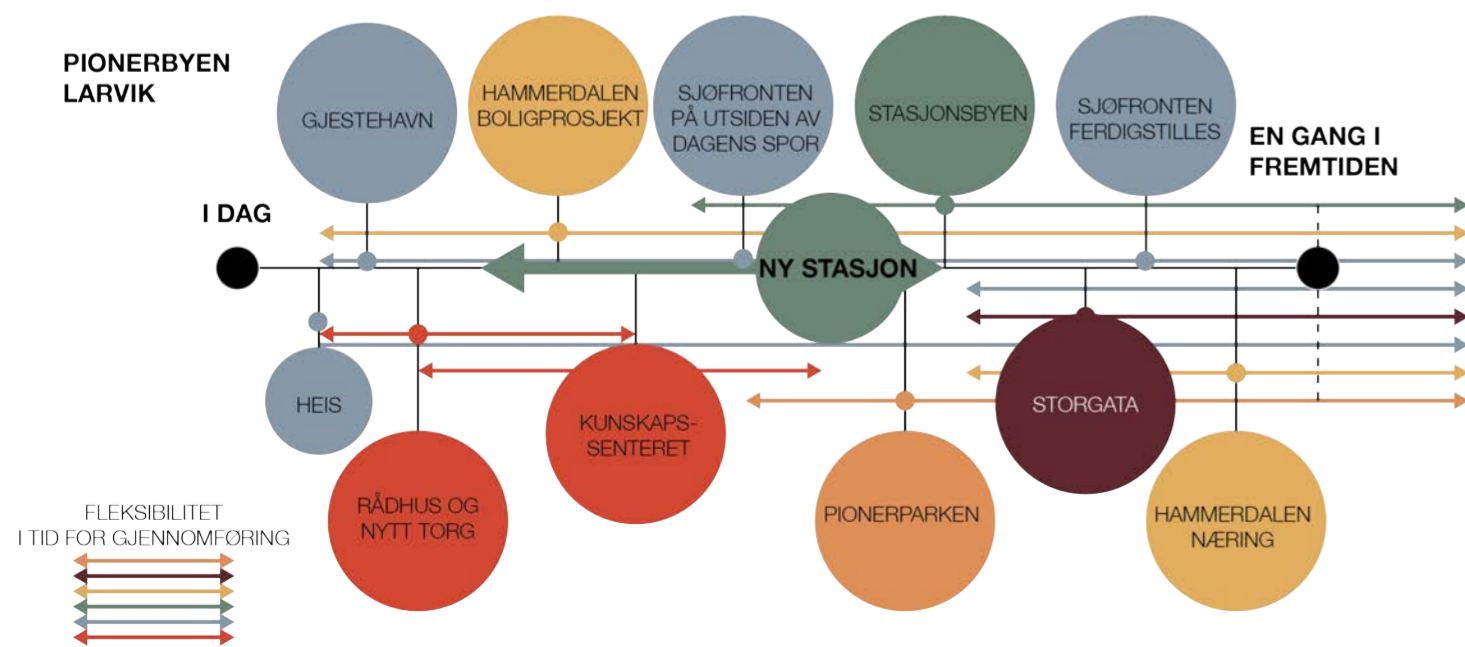 PIONERBYEN
LARVIK
GJESTEHAVN
HAMMERDALEN
BOLIGPROSJEKT
SJØFRONTEN
PÅ UTSIDEN AV
DAGENS SPOR
STASJONSBYEN
SJØFRONTEN
FERDIGSTILLES
EN GANG I
FREMTIDEN
I DAG
NY STASJON
HEIS
RÅDHUS OG
NYTT TORG
KUNSKAPS-
SENTERET
PIONERPARKEN
STORGATA
HAMMERDALEN
NÆRING
FLEKSIBILITET
I TID FOR GJENNOMFØRING